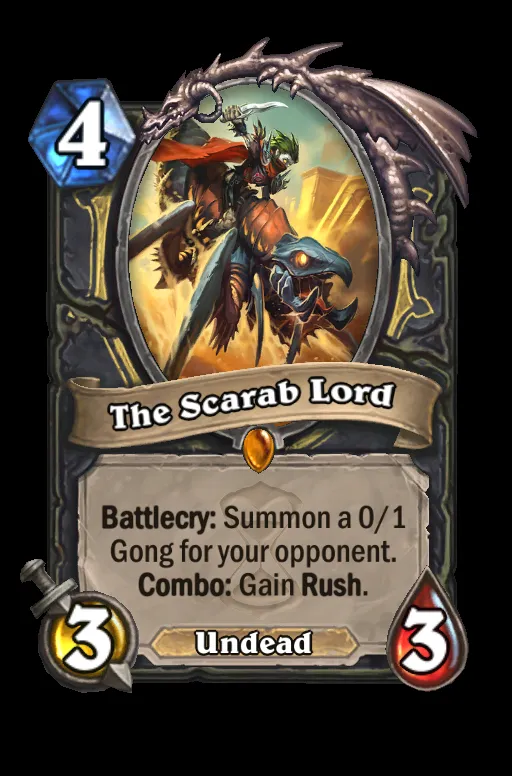 4
The Scarab Lord
Battlecry: Summon a 0/1
Gong for your opponent.
Combo: Gain Rush.
3
Undead
3